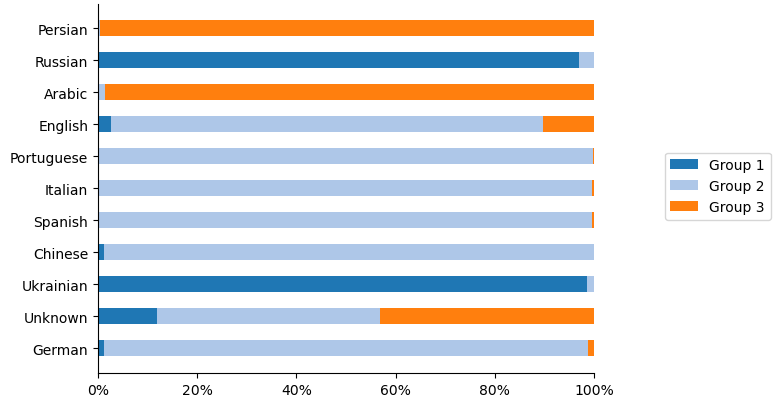 Persian
Russian
Arabic
English
Portuguese
Italian
Spanish
Chinese
Ukrainian
Unknown
German
0% 20% 40% 60% 80% 100%
Group 1
Group 2
Group 3